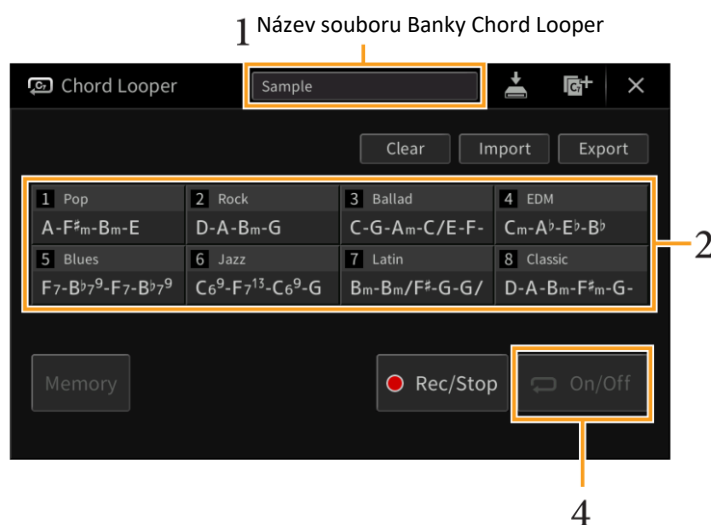 1 Název souboru Banky Chord Looper
Chord Looper Sample C7 +
Clear Import Export
1 Pop 2 Rock 3 Ballad 4 EDM
A-F♯m-Bm-E D-A-Bm-G C-G-Am-C/E-F- Cm-A♭-E♭-B♭
2
5 Blues 6 Jazz 7 Latin 8 Classic
F7-B♭7⁹-F7-B♭7⁹ C6⁹-F7¹³-C6⁹-G Bm-Bm/F♯-G-G/ D-A-Bm-F♯m-G-
Memory Rec/Stop On/Off
4